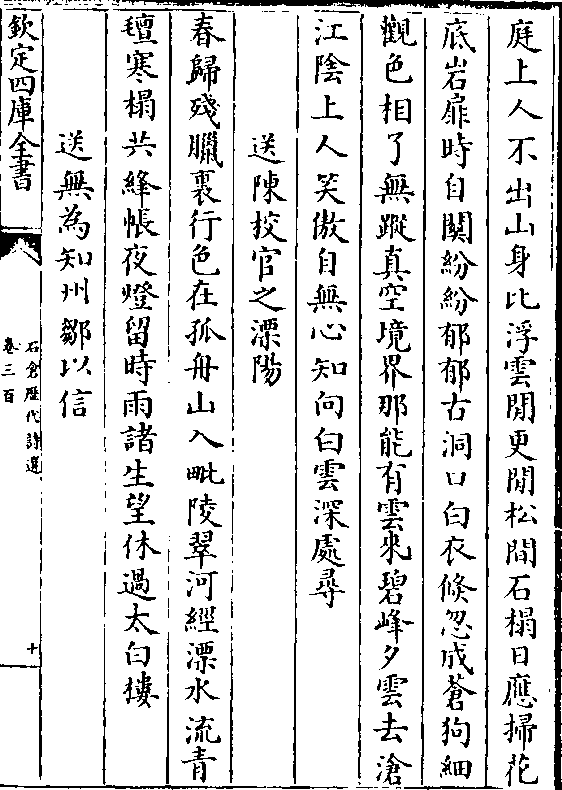 庭上人不出山身比浮雲閒更閒松間石榻日應掃花
底岩扉時自關紛紛郁郁古洞口白衣倐忽成蒼狗細
觀色相了無蹤真空境界那能有雲來碧峰夕雲去滄
江陰上人笑傲自無心知向白雲深處尋
送陳挍官之溧陽
春歸殘臘裏行色在孤舟山入毗陵翠河經溧水流青
氊寒榻共絳帳夜燈留時雨諸生望休過太白摟
送無為知州鄒以信
欽定四庫全書
石倉歷代詩選
卷三百
十